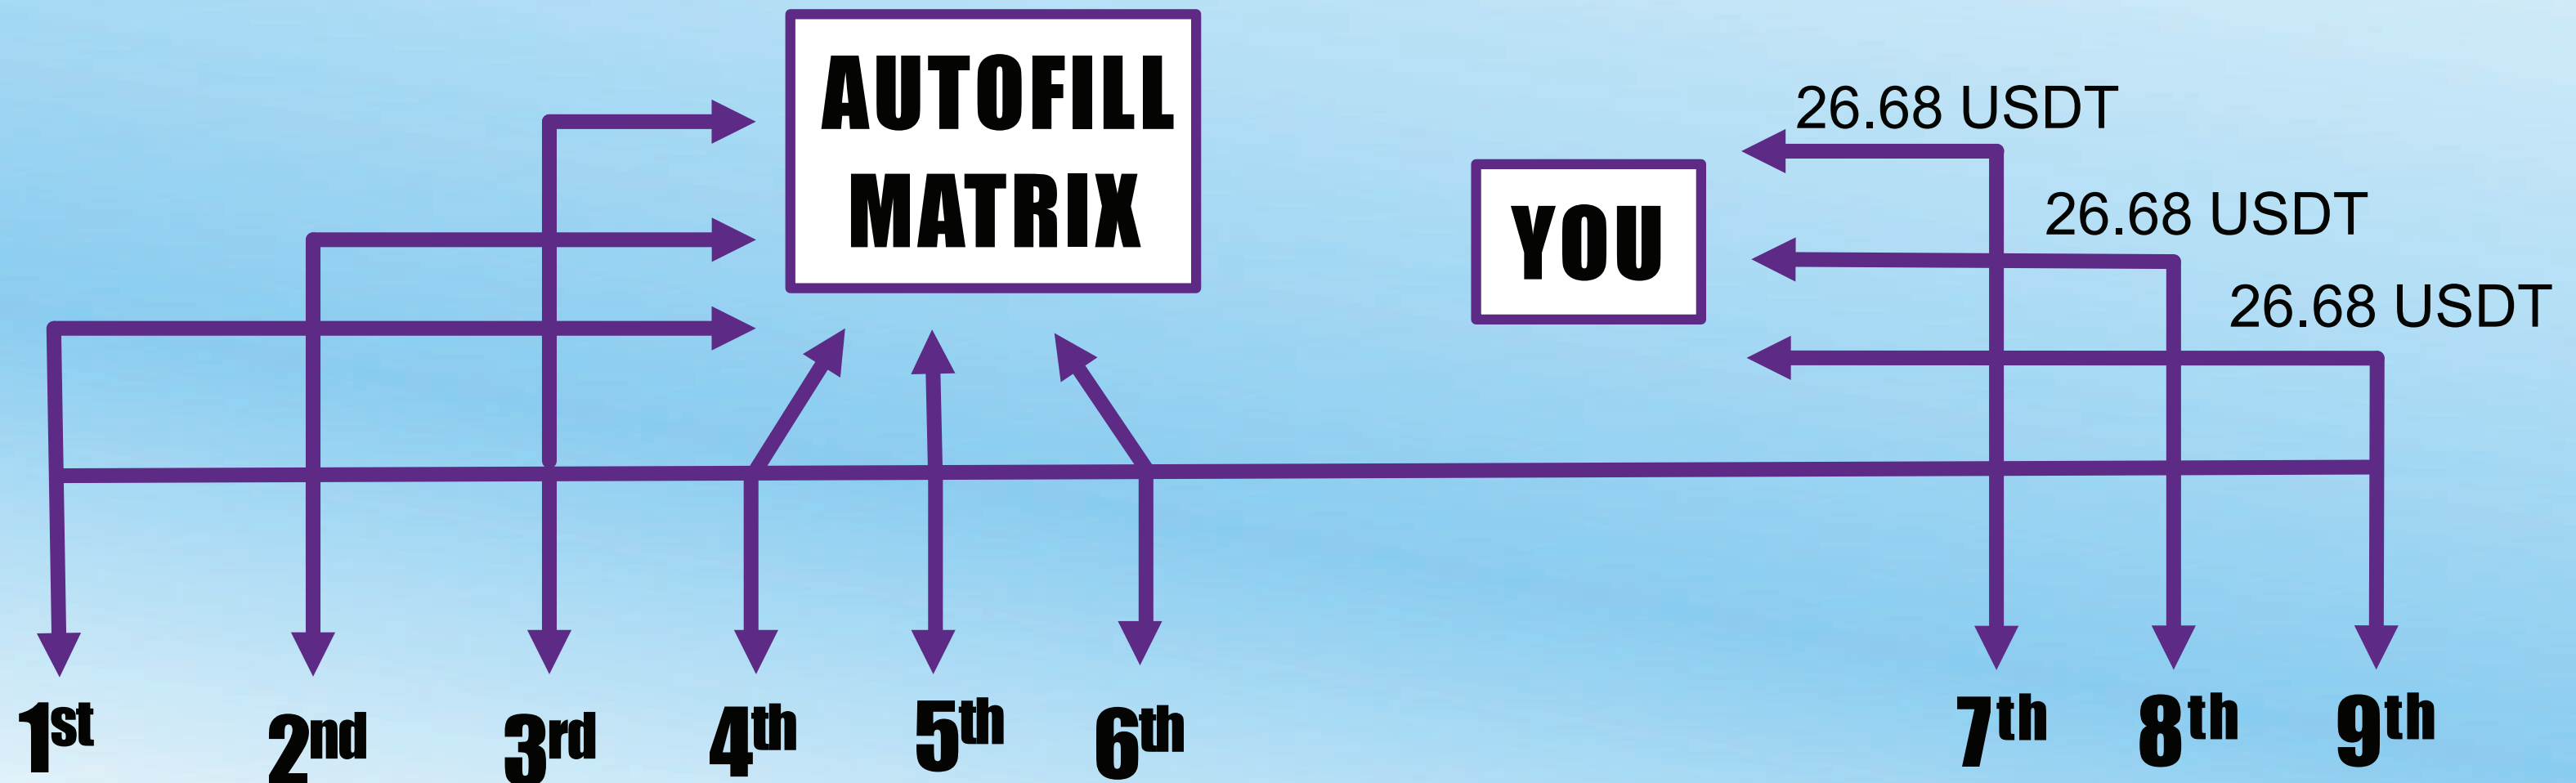 AUTOFILL
MATRIX
YOU
26.68 USDT
26.68 USDT
26.68 USDT
1st
2nd
3rd
4th
5th
6th
7th
8th
9th